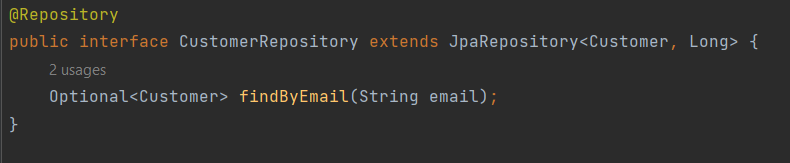 @Repository
public interface CustomerRepository extends JpaRepository<Customer, Long> {
2 usages
Optional<Customer> findByEmail(String email);
}